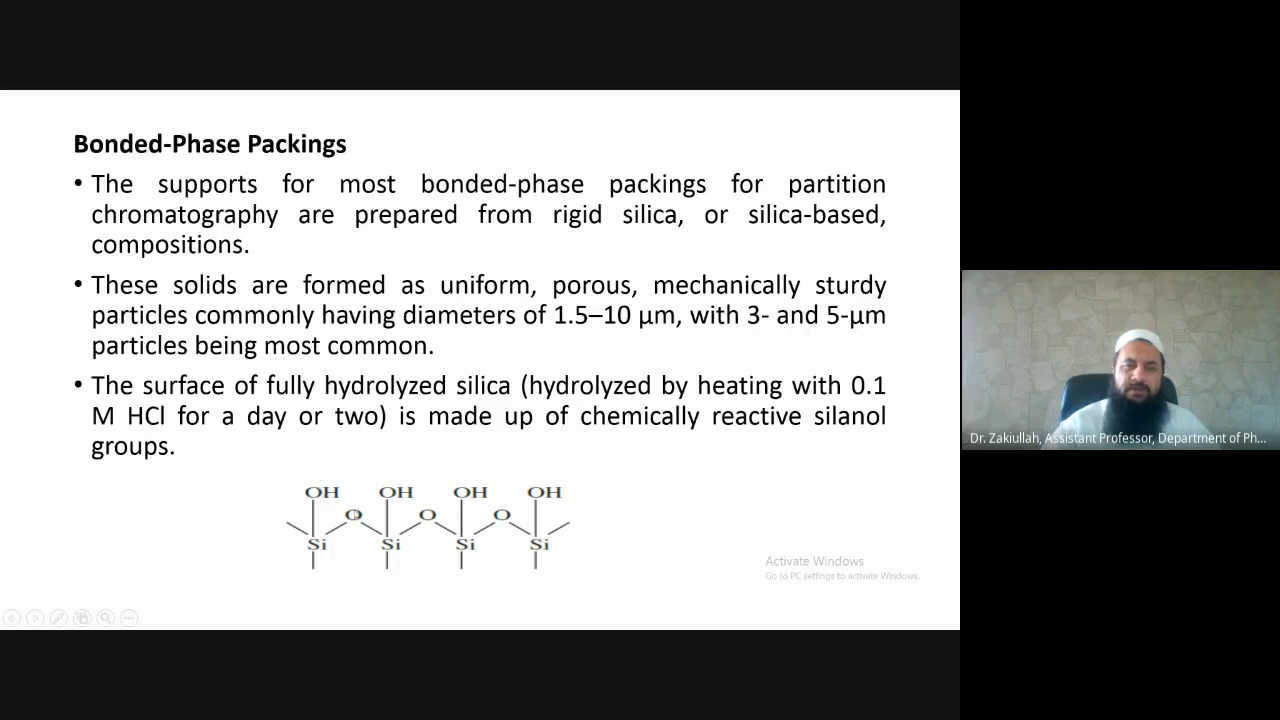 Bonded-Phase Packings
• The supports for most bonded-phase packings for partition
chromatography are prepared from rigid silica, or silica-based,
compositions.
• These solids are formed as uniform, porous, mechanically sturdy
particles commonly having diameters of 1.5–10 µm, with 3- and 5-µm
particles being most common.
• The surface of fully hydrolyzed silica (hydrolyzed by heating with 0.1
M HCl for a day or two) is made up of chemically reactive silanol
groups.
OH OH OH OH
O O O
Si Si Si Si
Activate Windows
Go to PC settings to activate Windows.
Dr. Zakiullah, Assistant Professor, Department of Ph...